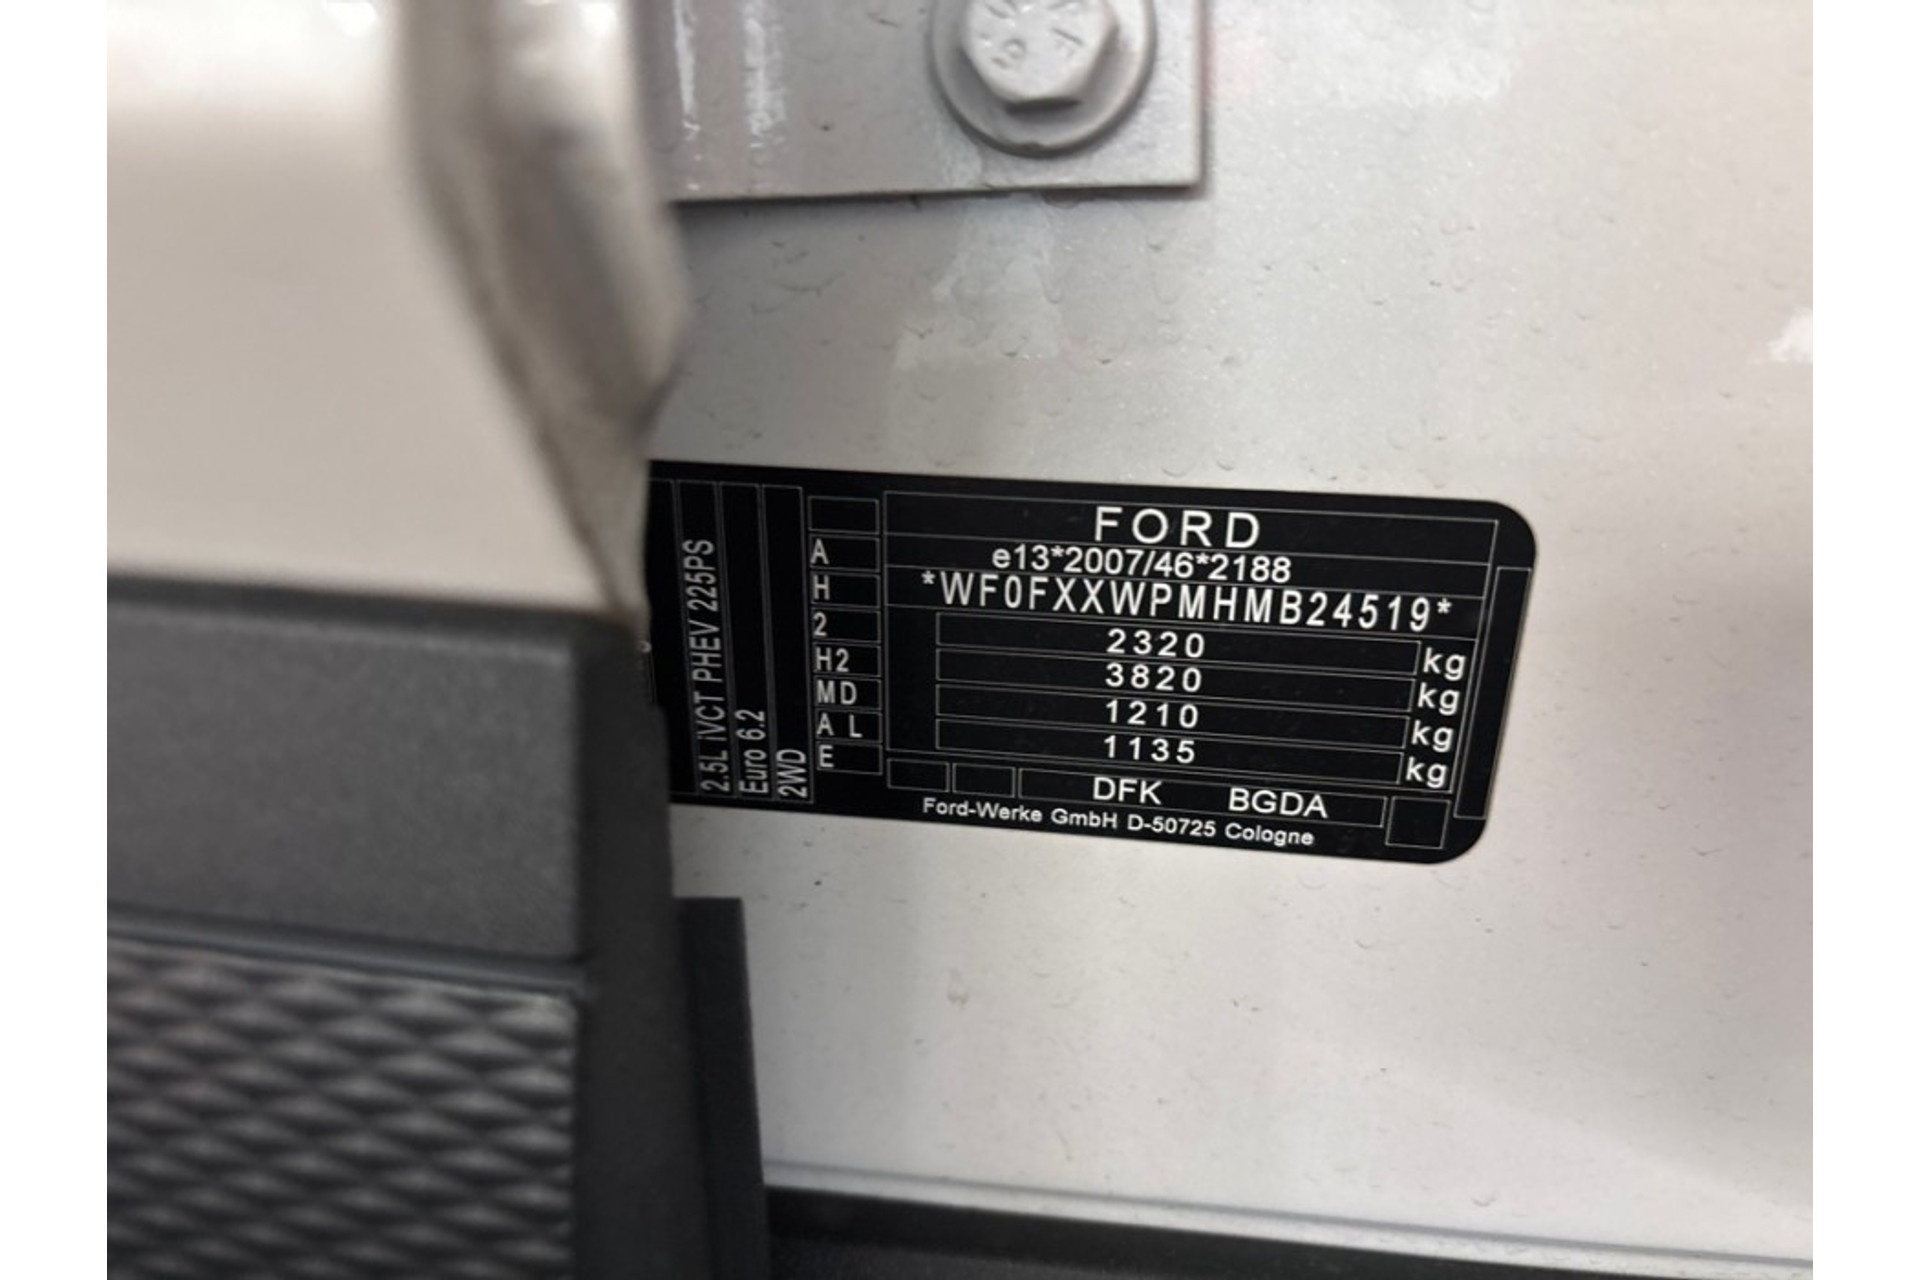 FORD
e13*2007/46*2188
*WF0FXXWPMHMB24519*
2320 kg
3820 kg
1210 kg
1135 kg
DFK BGDA
Ford-Werke GmbH D-50725 Cologne
A
H
2
H2
MD
A L
E
2.5L iVCT PHEV 225PS
Euro 6.2
2WD